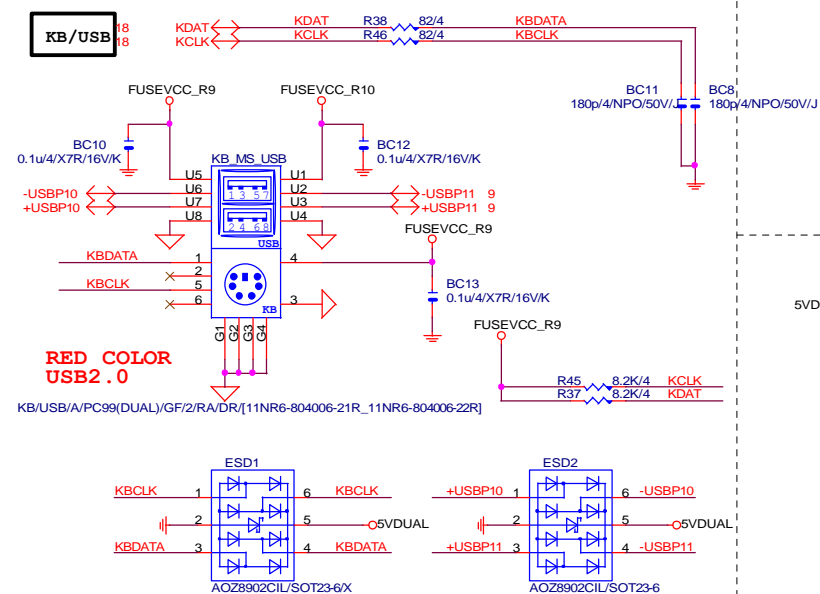 KB/USB
18 KDAT KDAT R38 82/4 KBDATA
18 KCLK KCLK R46 82/4 KBCLK
BC11
180p/4/NPO/50V/J
BC8
180p/4/NPO/50V/J
FUSEVCC_R9
FUSEVCC_R10
BC10
0.1u/4/X7R/16V/K
BC12
0.1u/4/X7R/16V/K
KB_MS_USB
U5 U1
-USBP10 U6 U2 -USBP11 9
+USBP10 U7 U3 +USBP11 9
U8 U4
1 3 5 7
2 4 6 8
USB
FUSEVCC_R9
KBDATA 1 4
2
KBCLK 5
6 3
KB
BC13
0.1u/4/X7R/16V/K
G1 G2 G3 G4
5VD
FUSEVCC_R9
RED COLOR
USB2.0
R45 8.2K/4 KCLK
R37 8.2K/4 KDAT
KB/USB/A/PC99(DUAL)/GF/2/RA/DR/[11NR6-804006-21R_11NR6-804006-22R]
ESD1
KBCLK 1 6 KBCLK
2 5 5VDUAL
KBDATA 3 4 KBDATA
AOZ8902CIL/SOT23-6/X
ESD2
+USBP10 1 6 -USBP10
2 5 5VDUAL
+USBP11 3 4 -USBP11
AOZ8902CIL/SOT23-6